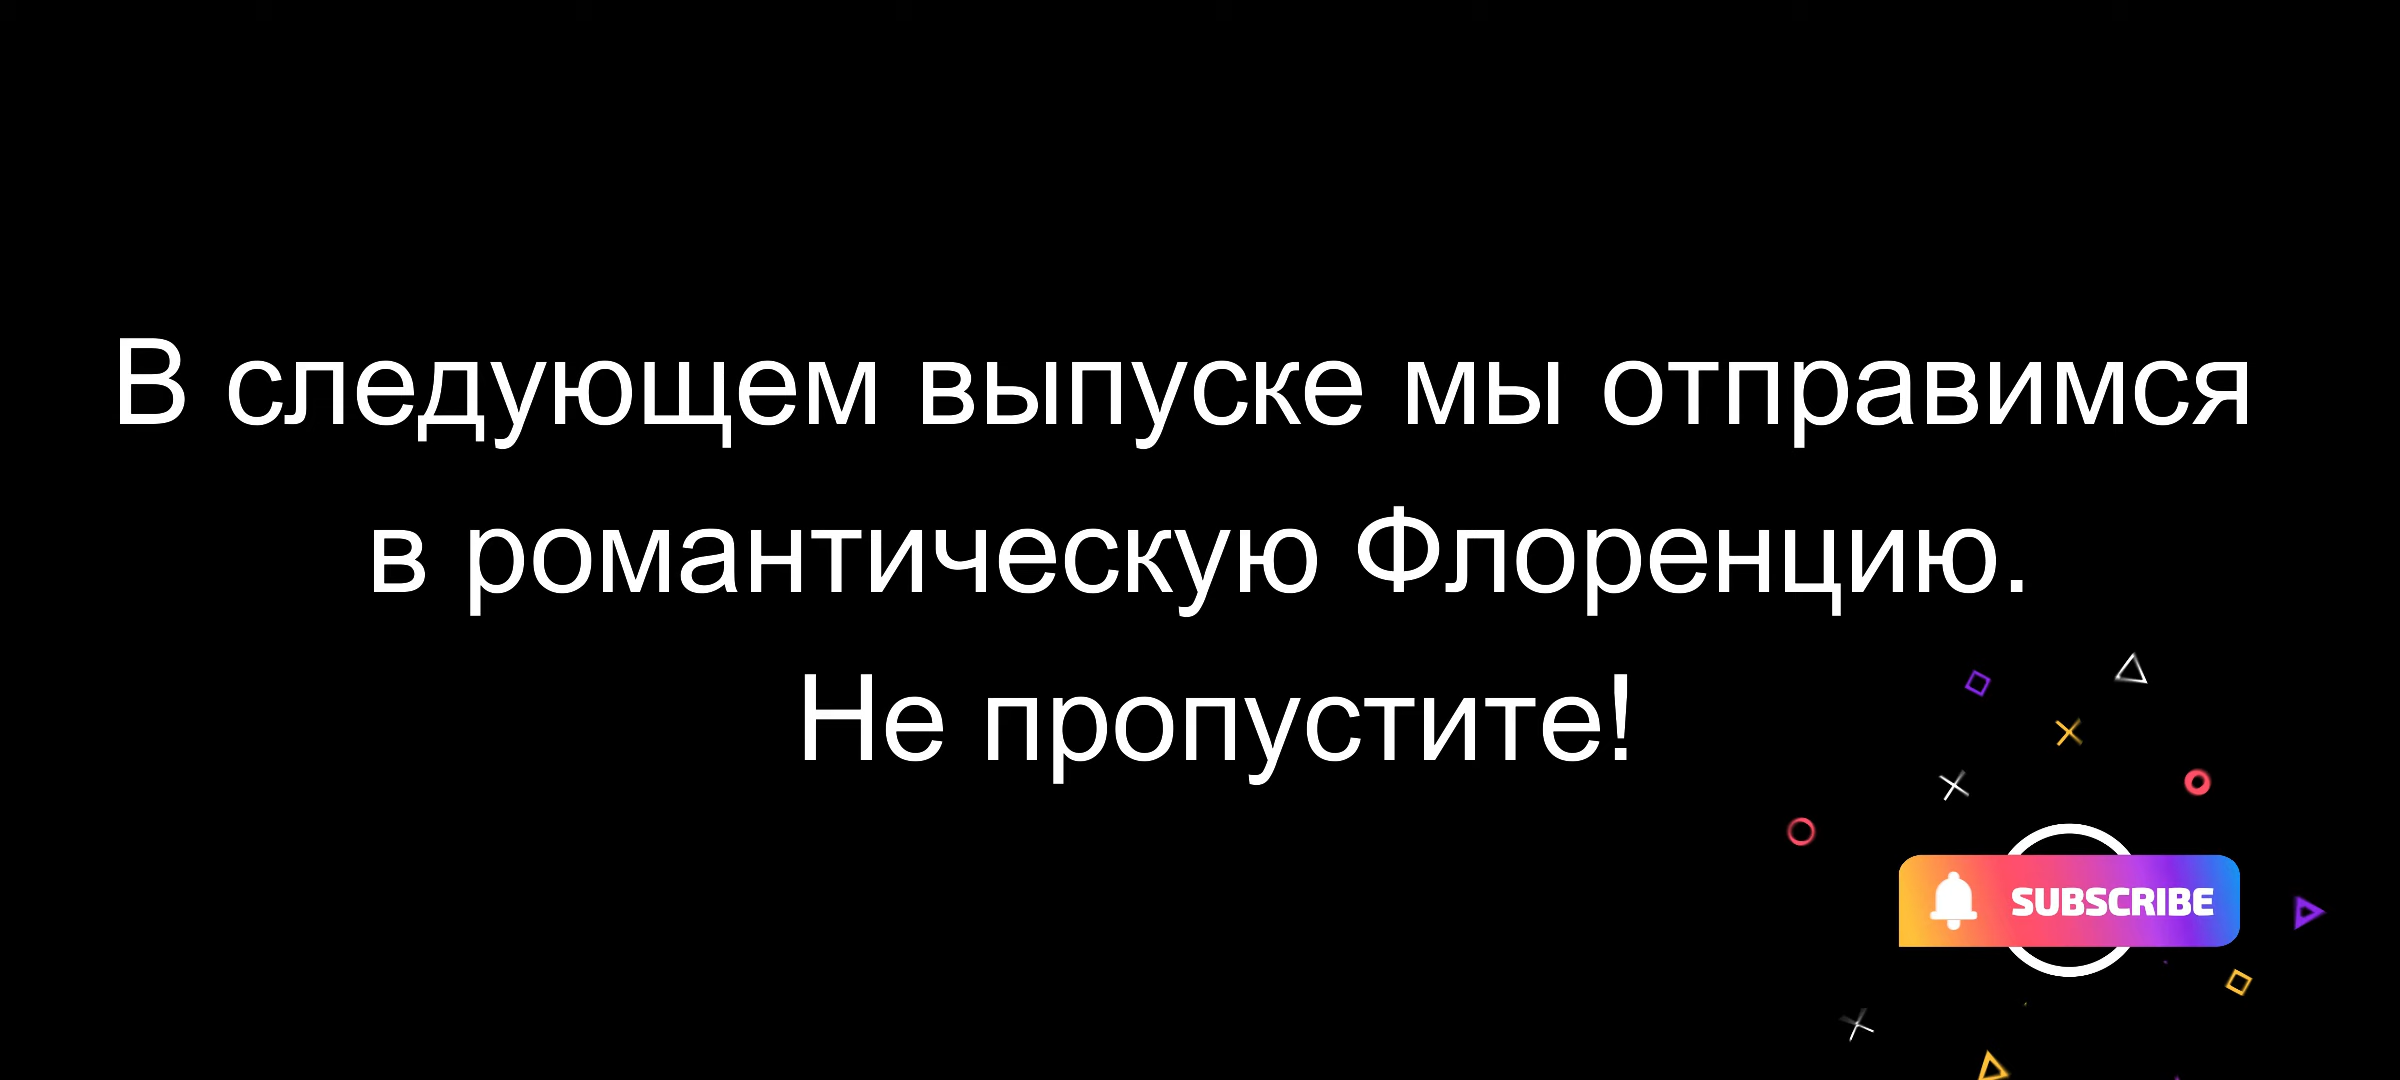 В следующем выпуске мы отправимся
в романтическую Флоренцию.
Не пропустите!
SUBSCRIBE